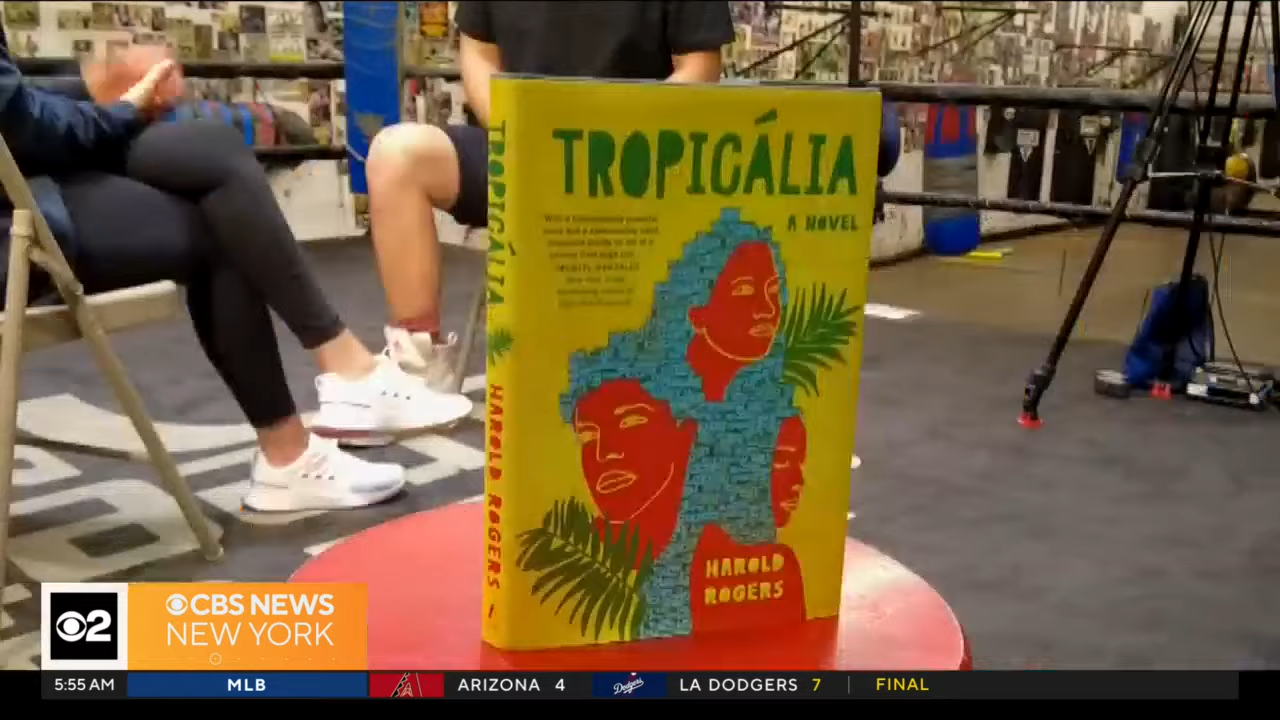 TROPICÁLIA
A NOVEL
HAROLD
ROGERS
TROPICÁLIA
HAROLD ROGERS
2
CBS NEWS
NEW YORK
5:55 AM
MLB
ARIZONA 4
Dodgers
LA DODGERS 7
FINAL